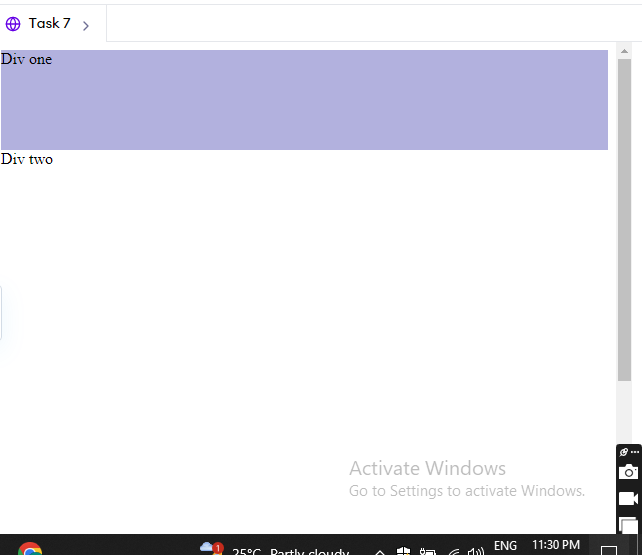 Task 7
Div one
Div two
Activate Windows
Go to Settings to activate Windows.
1
25°C Partly cloudy
ENG
11:30 PM